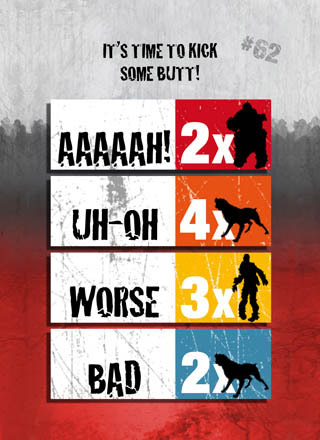 IT'S TIME TO KICK
SOME BUTT!
#62
AAAAAH! 2x
UH-OH 4x
WORSE 3x
BAD 2x